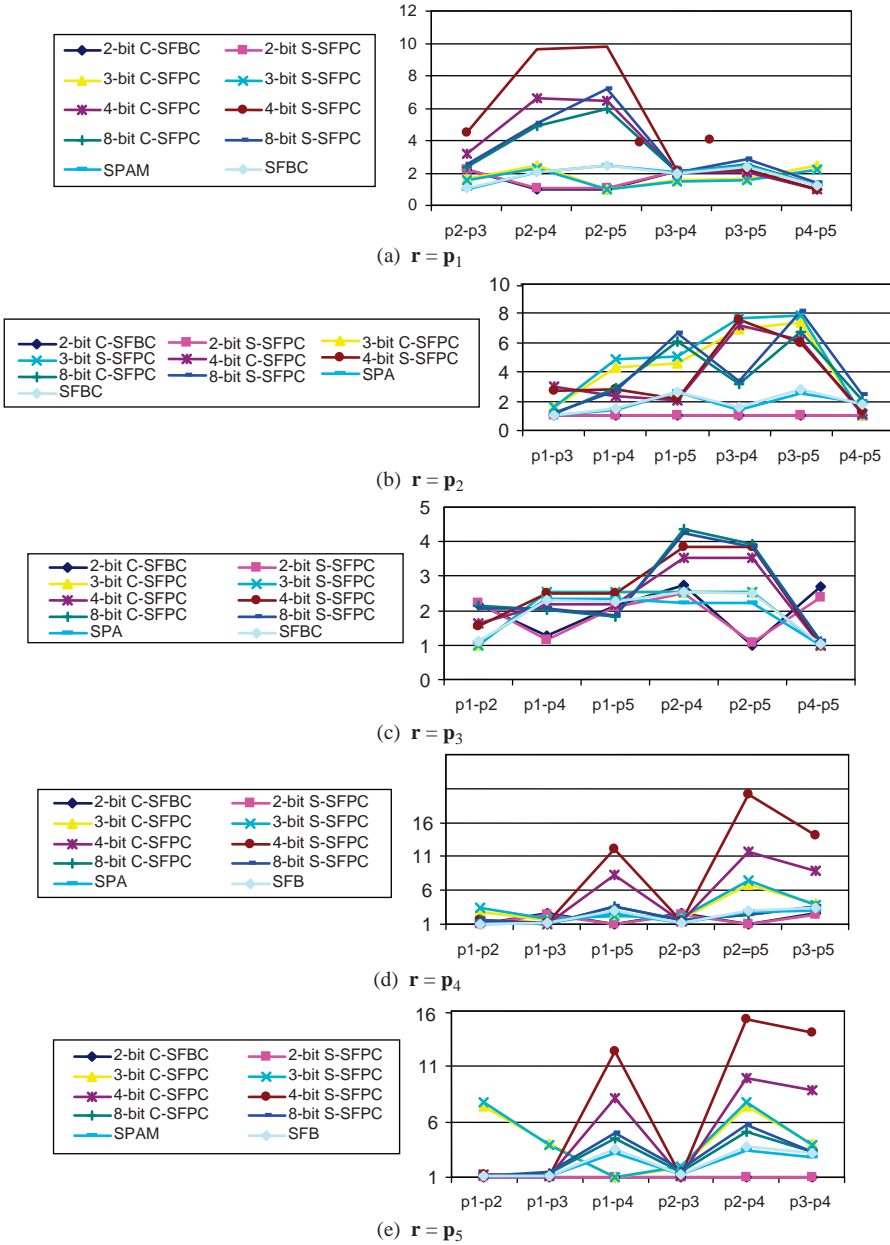 12
10
8
6
4
2
0
2-bit C-SFBC 2-bit S-SFPC
3-bit C-SFPC 3-bit S-SFPC
4-bit C-SFPC 4-bit S-SFPC
8-bit C-SFPC 8-bit S-SFPC
SPAM SFBC
p2-p3 p2-p4 p2-p5 p3-p4 p3-p5 p4-p5
(a) r = p1
10
8
6
4
2
0
2-bit C-SFBC 2-bit S-SFPC 3-bit C-SFPC
3-bit S-SFPC 4-bit C-SFPC 4-bit S-SFPC
8-bit C-SFPC 8-bit S-SFPC SPA
SFBC
p1-p3 p1-p4 p1-p5 p3-p4 p3-p5 p4-p5
(b) r = p2
5
4
3
2
1
0
2-bit C-SFBC 2-bit S-SFPC
3-bit C-SFPC 3-bit S-SFPC
4-bit C-SFPC 4-bit S-SFPC
8-bit C-SFPC 8-bit S-SFPC
SPA SFBC
p1-p2 p1-p4 p1-p5 p2-p4 p2-p5 p4-p5
(c) r = p3
16
11
6
1
2-bit C-SFBC 2-bit S-SFPC
3-bit C-SFPC 3-bit S-SFPC
4-bit C-SFPC 4-bit S-SFPC
8-bit C-SFPC 8-bit S-SFPC
SPA SFB
p1-p2 p1-p3 p1-p5 p2-p3 p2=p5 p3-p5
(d) r = p4
16
11
6
1
2-bit C-SFBC 2-bit S-SFPC
3-bit C-SFPC 3-bit S-SFPC
4-bit C-SFPC 4-bit S-SFPC
8-bit C-SFPC 8-bit S-SFPC
SPAM SFB
p1-p2 p1-p3 p1-p4 p2-p3 p2-p4 p3-p4
(e) r = p5